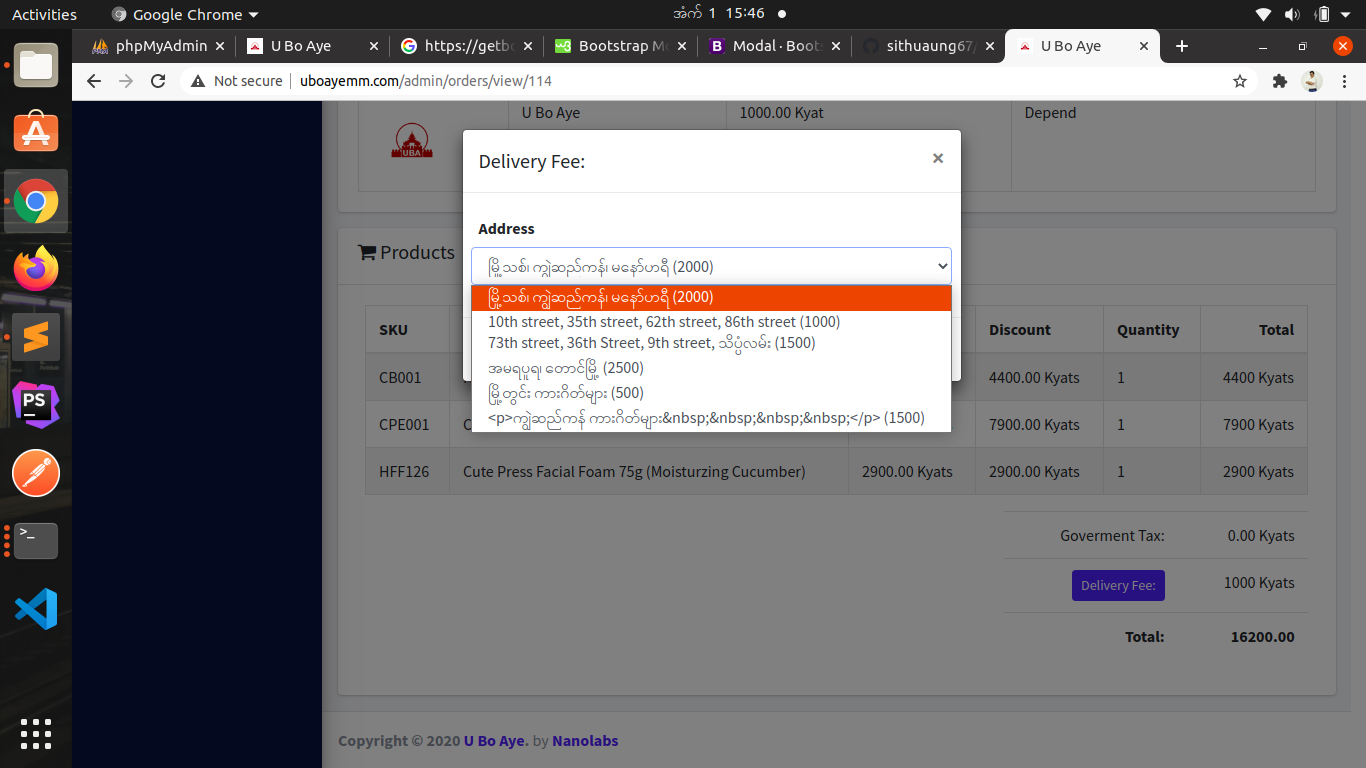 Activities
Google Chrome
အံက် 1 15:46
phpMyAdmin
U Bo Aye
https://getbo
Bootstrap Mo
Modal · Boots
sithuaung67/
U Bo Aye
Not secure
uboayemm.com/admin/orders/view/114
U Bo Aye
1000.00 Kyat
Depend
UBA
Delivery Fee:
×
Address
မြို့သစ်၊ ကျွဲဆည်ကန်၊ မနော်ဟရီ (2000)
မြို့သစ်၊ ကျွဲဆည်ကန်၊ မနော်ဟရီ (2000)
10th street, 35th street, 62th street, 86th street (1000)
73th street, 36th Street, 9th street, သိပ္ပံလမ်း (1500)
အမရပူရ၊ တောင်မြို့ (2500)
မြို့တွင်း ကားဂိတ်များ (500)
<p>ကျွဲဆည်ကန် ကားဂိတ်များ&nbsp;&nbsp;&nbsp;&nbsp;</p> (1500)
Products
SKU Discount Quantity Total
CB001 4400.00 Kyats 1 4400 Kyats
CPE001 7900.00 Kyats 1 7900 Kyats
HFF126 Cute Press Facial Foam 75g (Moisturzing Cucumber) 2900.00 Kyats 2900.00 Kyats 1 2900 Kyats
Goverment Tax: 0.00 Kyats
Delivery Fee: 1000 Kyats
Total: 16200.00
Copyright © 2020 U Bo Aye. by Nanolabs
PS